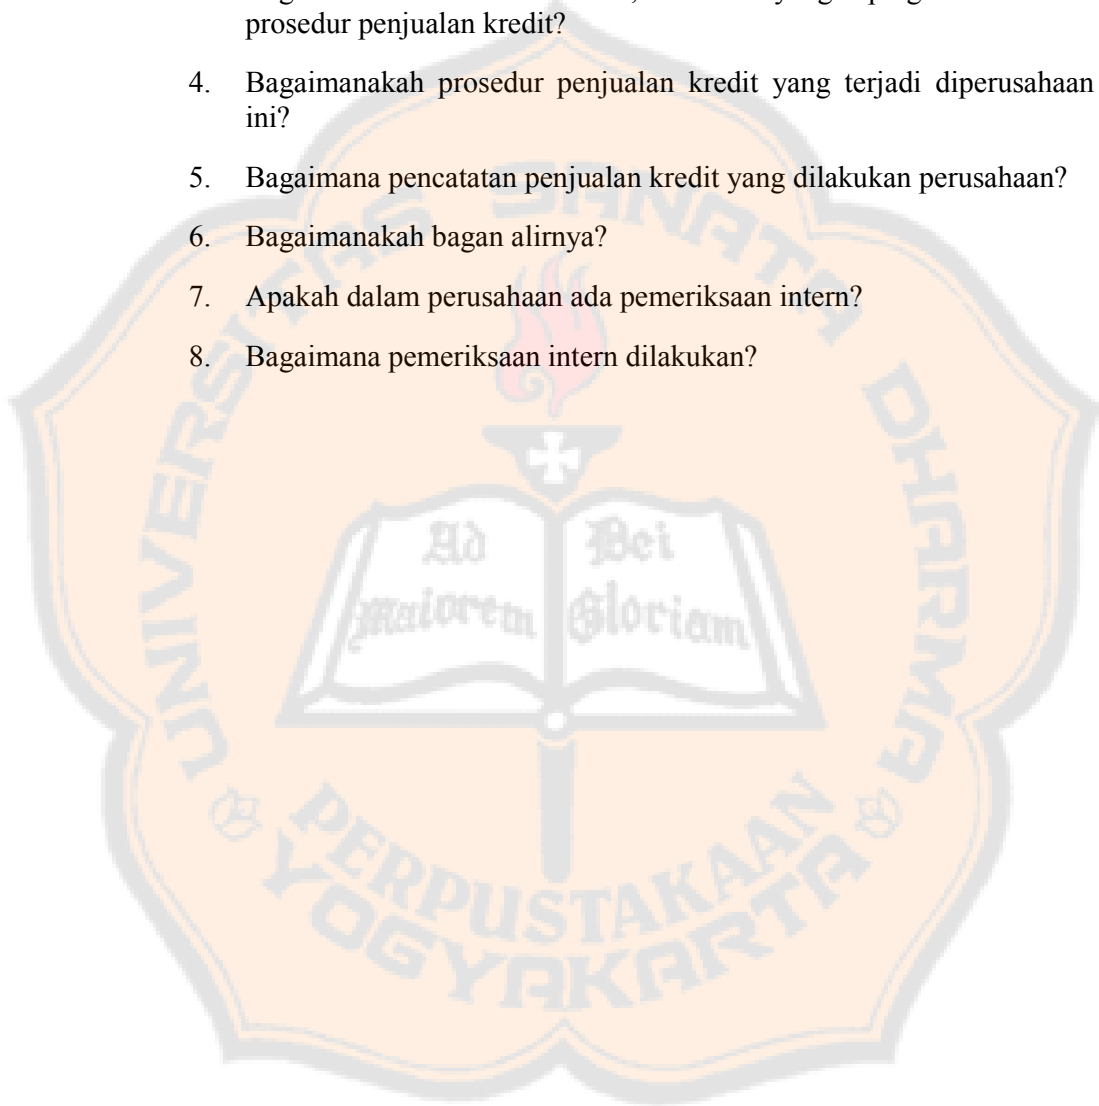 prosedur penjualan kredit?
4. Bagaimanakah prosedur penjualan kredit yang terjadi diperusahaan
ini?
5. Bagaimana pencatatan penjualan kredit yang dilakukan perusahaan?
6. Bagaimanakah bagan alirnya?
7. Apakah dalam perusahaan ada pemeriksaan intern?
8. Bagaimana pemeriksaan intern dilakukan?
UNIVERSITAS SANATA DHARMA
Ad Dei
Maiorem Gloriam
PERPUSTAKAAN
YOGYAKARTA